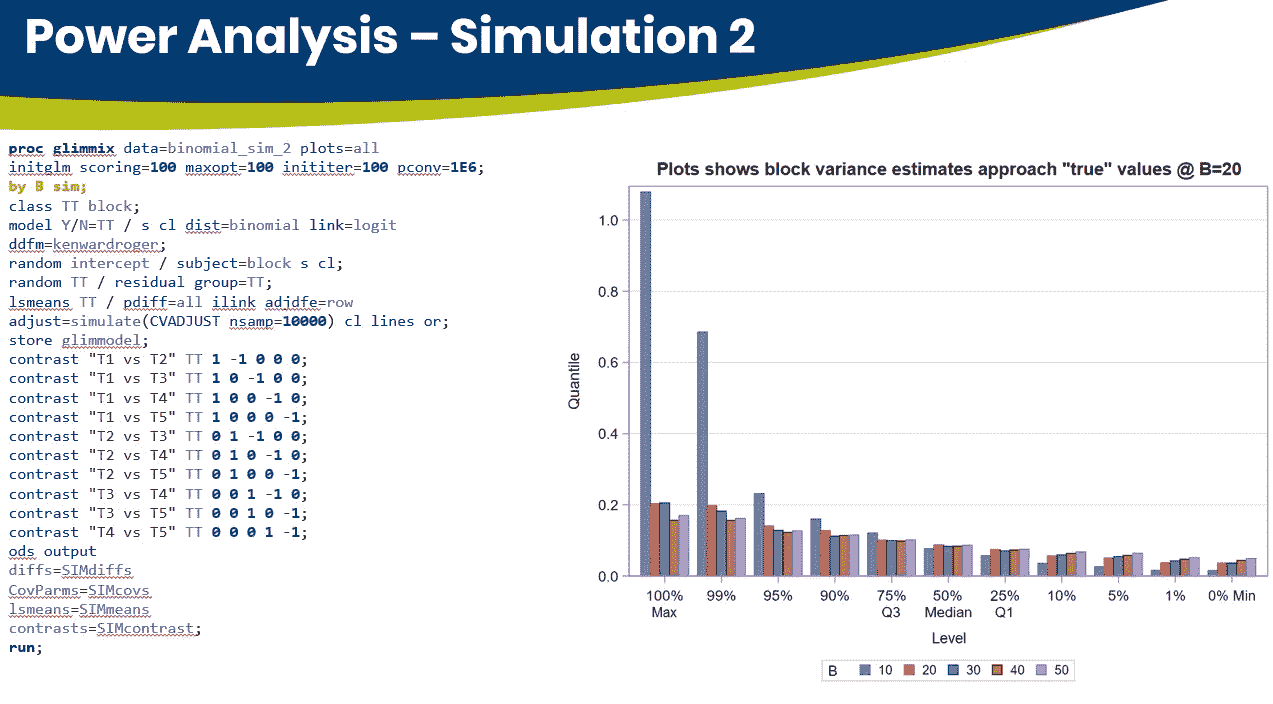 Power Analysis – Simulation 2
proc glimmix data=binomial_sim_2 plots=all
initglm scoring=100 maxopt=100 inititer=100 pconv=1E6;
by B sim;
class TT block;
model Y/N=TT / s cl dist=binomial link=logit
ddfm=kenwardroger;
random intercept / subject=block s cl;
random TT / residual group=TT;
lsmeans TT / pdiff=all ilink adjdfe=row
adjust=simulate(CVADJUST nsamp=10000) cl lines or;
store glimmodel;
contrast "T1 vs T2" TT 1 -1 0 0 0;
contrast "T1 vs T3" TT 1 0 -1 0 0;
contrast "T1 vs T4" TT 1 0 0 -1 0;
contrast "T1 vs T5" TT 1 0 0 0 -1;
contrast "T2 vs T3" TT 0 1 -1 0 0;
contrast "T2 vs T4" TT 0 1 0 -1 0;
contrast "T2 vs T5" TT 0 1 0 0 -1;
contrast "T3 vs T4" TT 0 0 1 -1 0;
contrast "T3 vs T5" TT 0 0 1 0 -1;
contrast "T4 vs T5" TT 0 0 0 1 -1;
ods output
diffs=SIMdiffs
CovParms=SIMcovs
lsmeans=SIMmeans
contrasts=SIMcontrast;
run;
Plots shows block variance estimates approach "true" values @ B=20
Quantile
1.0
0.8
0.6
0.4
0.2
0.0
100% 99% 95% 90% 75% 50% 25% 10% 5% 1% 0% Min
Max Q3 Median Q1
Level
B 10 20 30 40 50